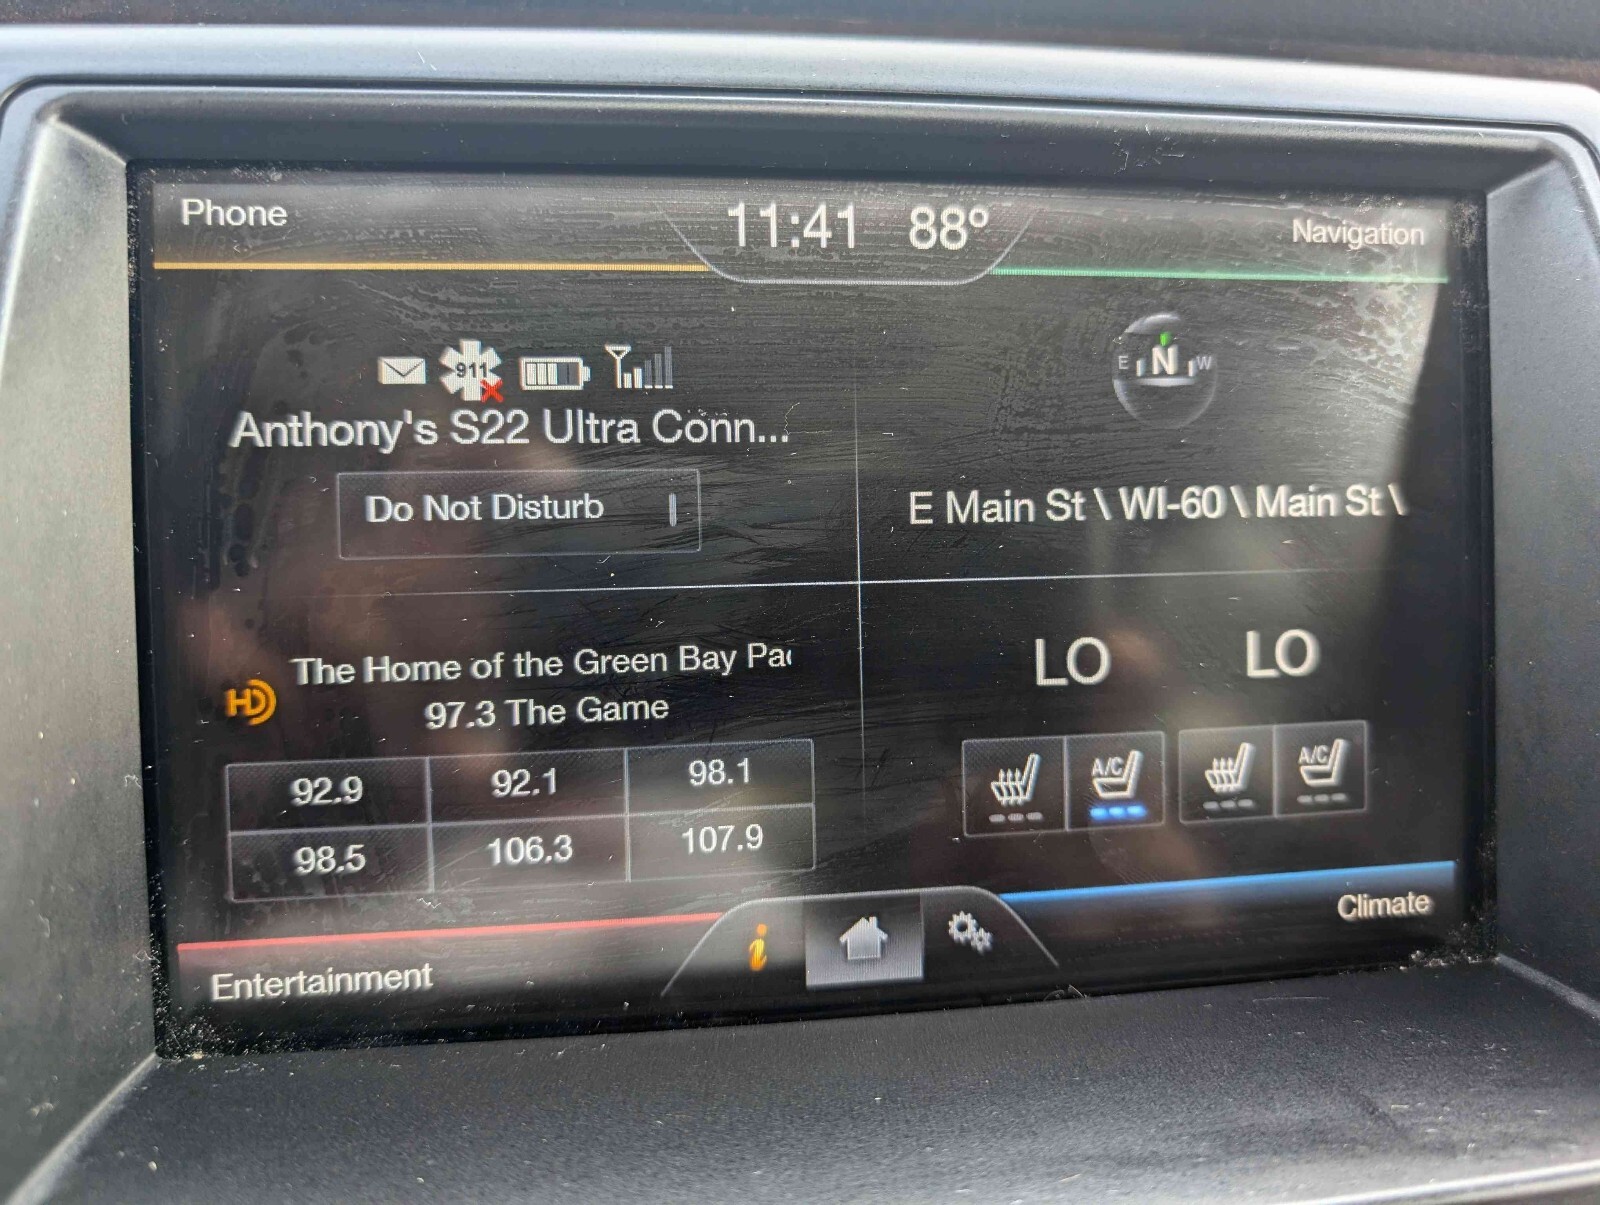 Phone
11:41 88°
Navigation
911
Anthony's S22 Ultra Conn...
Do Not Disturb
E N W
E Main St \ WI-60 \ Main St \
HD
The Home of the Green Bay Pac
97.3 The Game
92.9 92.1 98.1
98.5 106.3 107.9
LO LO
A/C A/C
Climate
i
Entertainment